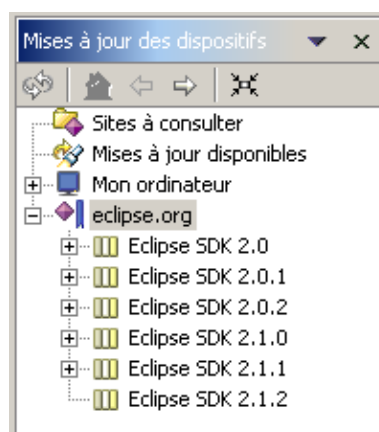 Mises à jour des dispositifs
Sites à consulter
Mises à jour disponibles
Mon ordinateur
eclipse.org
Eclipse SDK 2.0
Eclipse SDK 2.0.1
Eclipse SDK 2.0.2
Eclipse SDK 2.1.0
Eclipse SDK 2.1.1
Eclipse SDK 2.1.2